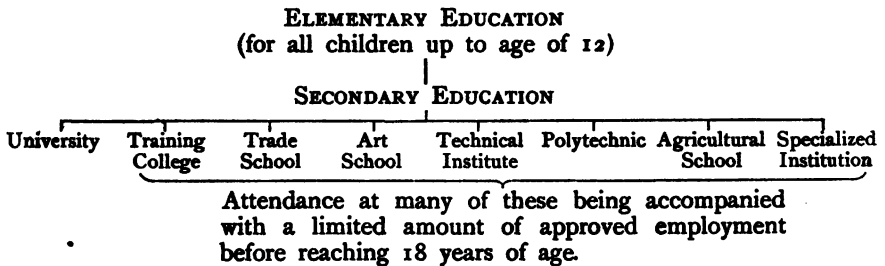 ELEMENTARY EDUCATION
(for all children up to age of 12)
SECONDARY EDUCATION
University Training College Trade School Art School Technical Institute Polytechnic Agricultural School Specialized Institution
Attendance at many of these being accompanied
with a limited amount of approved employment
before reaching 18 years of age.